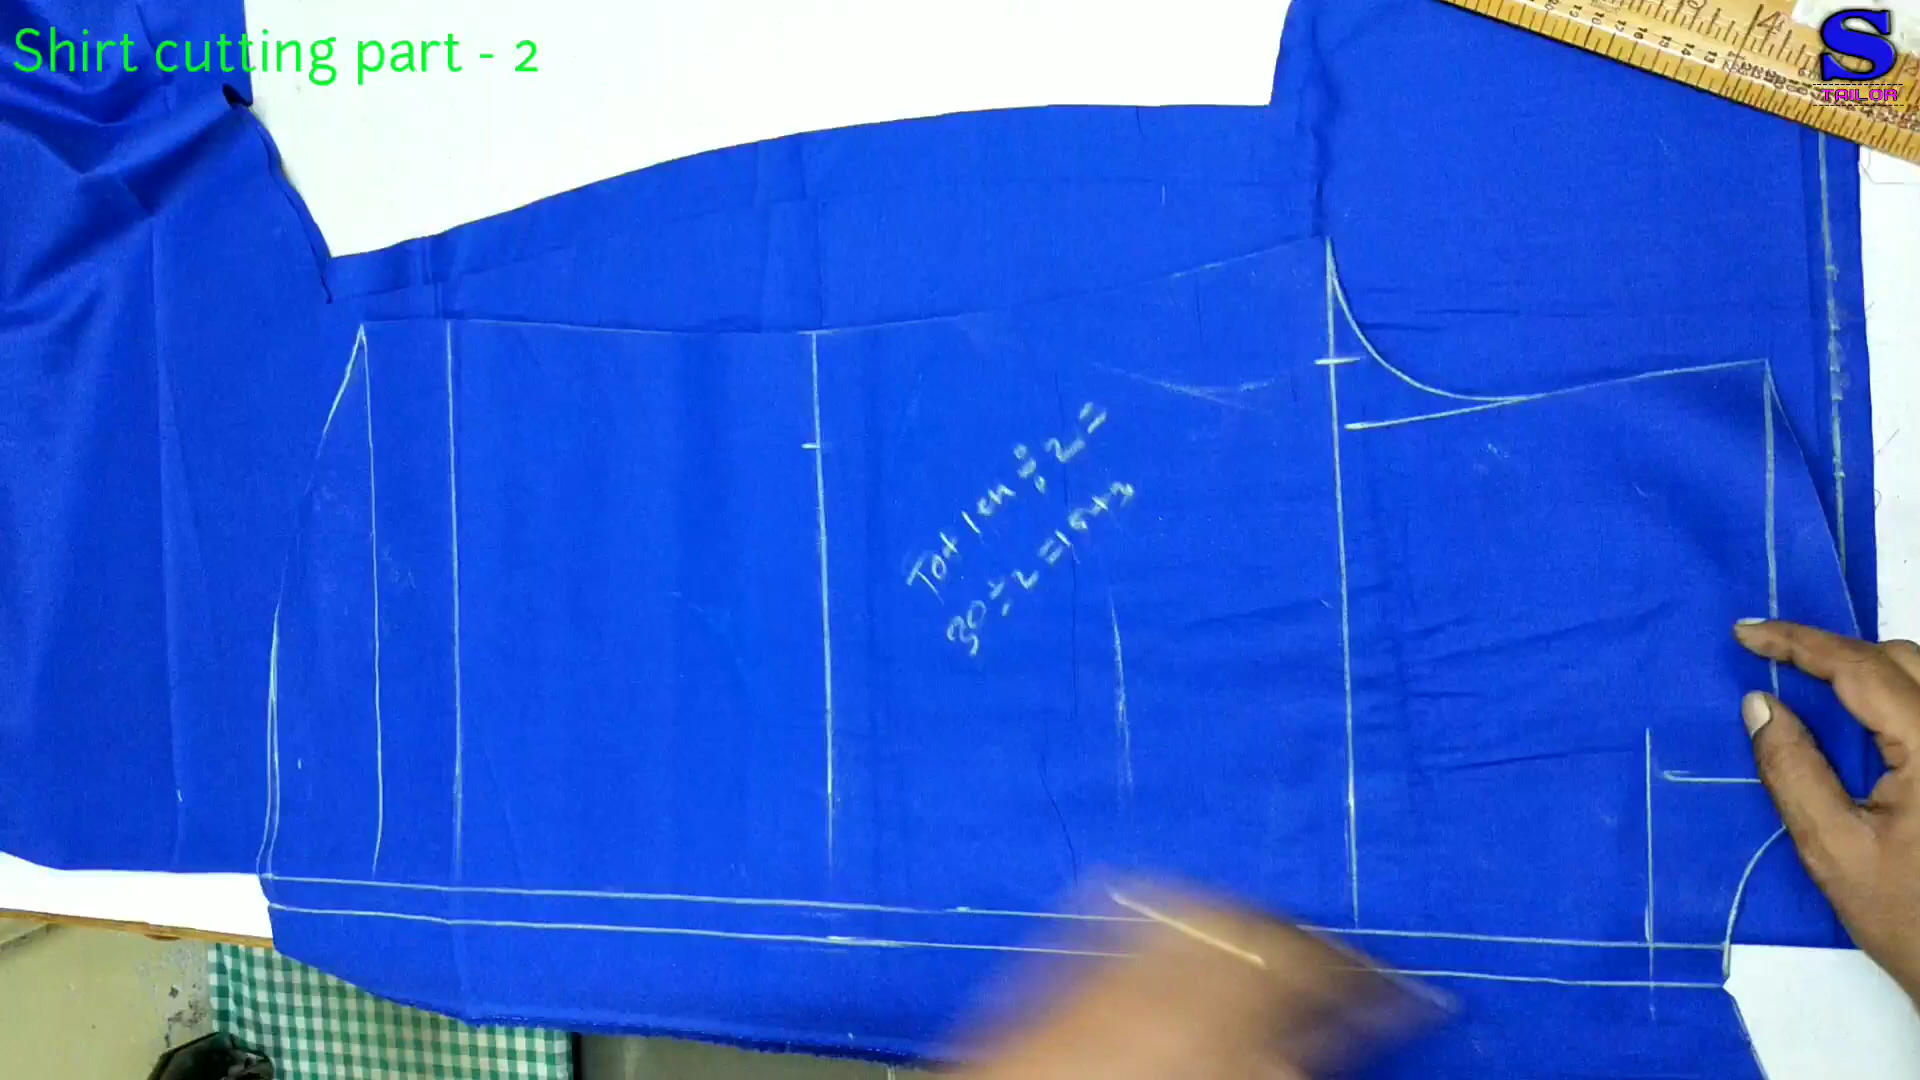 Shirt cutting part - 2
S
TAILOR
Tot len ÷ 2 =
30 ÷ 2 = 15+3